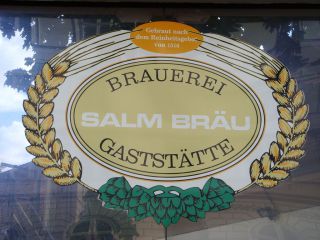 Gebraut nach
dem Reinheitsgebot
von 1516
BRAUEREI
SALM BRÄU
GASTSTÄTTE